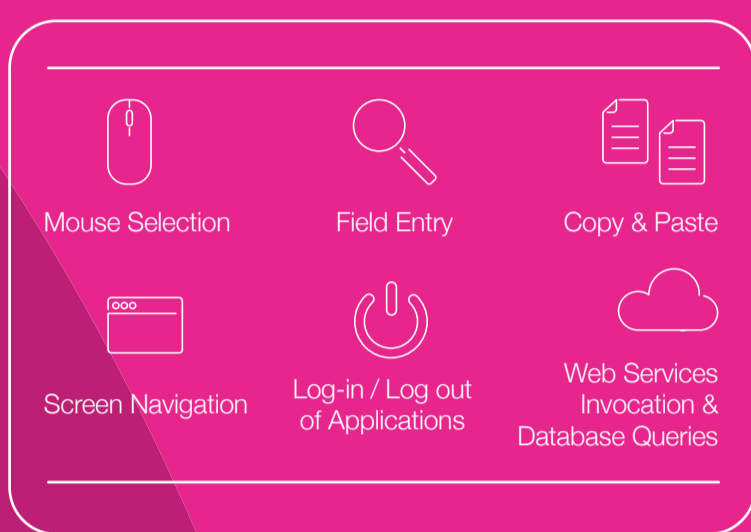 Mouse Selection
Field Entry
Copy & Paste
Screen Navigation
Log-in / Log out
of Applications
Web Services
Invocation &
Database Queries